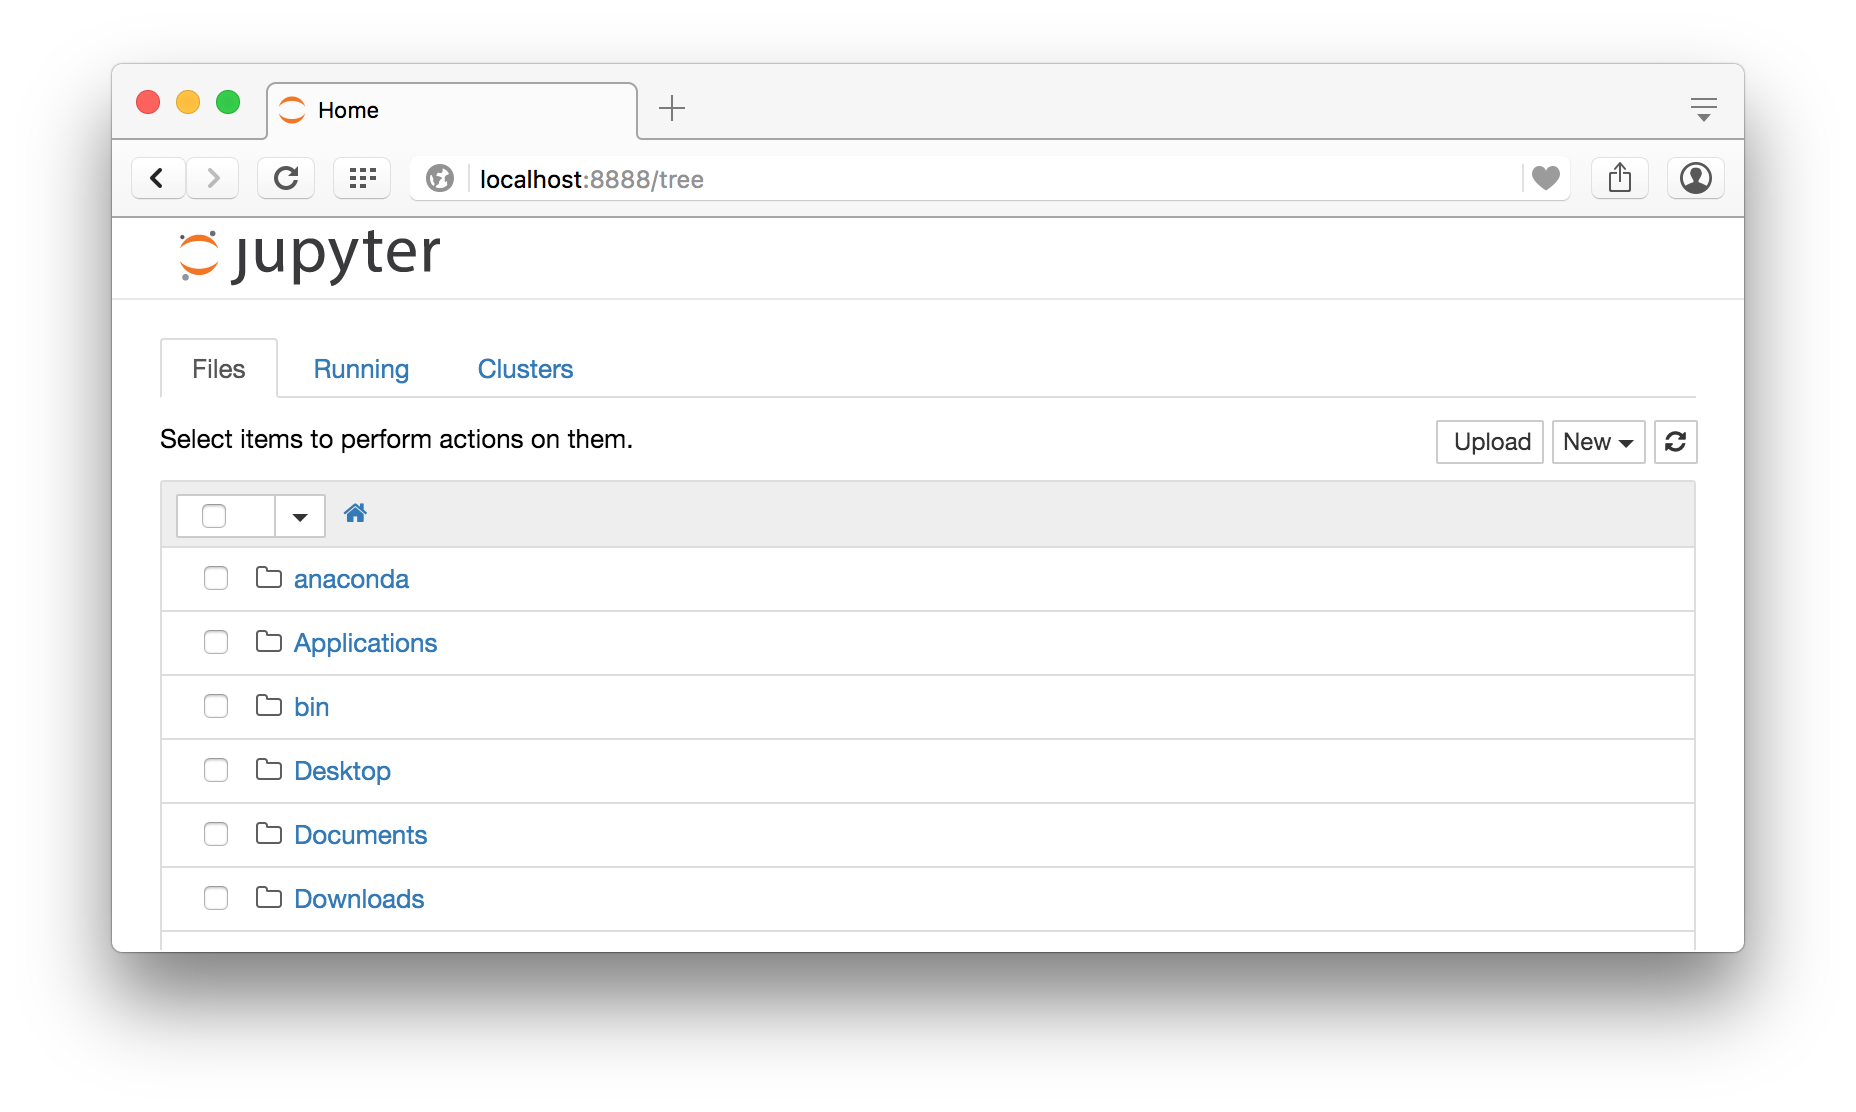 Home
localhost:8888/tree
jupyter
Files Running Clusters
Select items to perform actions on them. Upload New
anaconda
Applications
bin
Desktop
Documents
Downloads